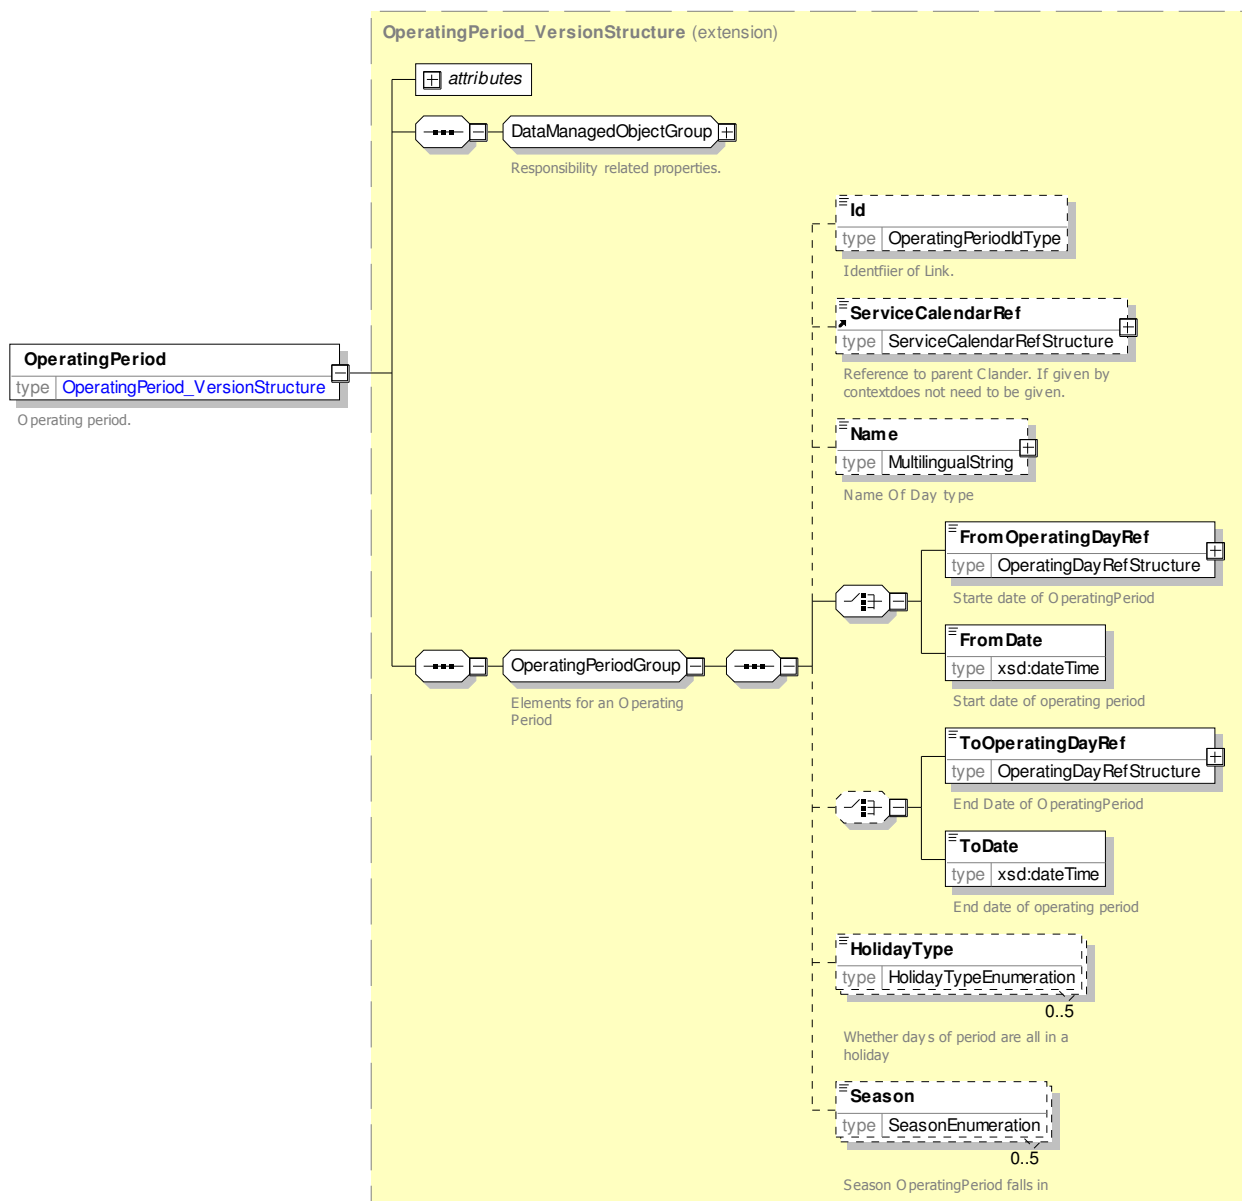 OperatingPeriod_VersionStructure (extension)
attributes
DataManagedObjectGroup
Responsibility related properties.
Id
type OperatingPeriodIdType
Identfiier of Link.
ServiceCalendarRef
type ServiceCalendarRefStructure
Reference to parent Clander. If given by
contextdoes not need to be given.
OperatingPeriod
type OperatingPeriod_VersionStructure
Operating period.
Name
type MultilingualString
Name Of Day type
FromOperatingDayRef
type OperatingDayRefStructure
Starte date of OperatingPeriod
FromDate
type xsd:dateTime
Start date of operating period
OperatingPeriodGroup
Elements for an Operating
Period
ToOperatingDayRef
type OperatingDayRefStructure
End Date of OperatingPeriod
ToDate
type xsd:dateTime
End date of operating period
HolidayType
type HolidayTypeEnumeration
0..5
Whether days of period are all in a
holiday
Season
type SeasonEnumeration
0..5
Season OperatingPeriod falls in